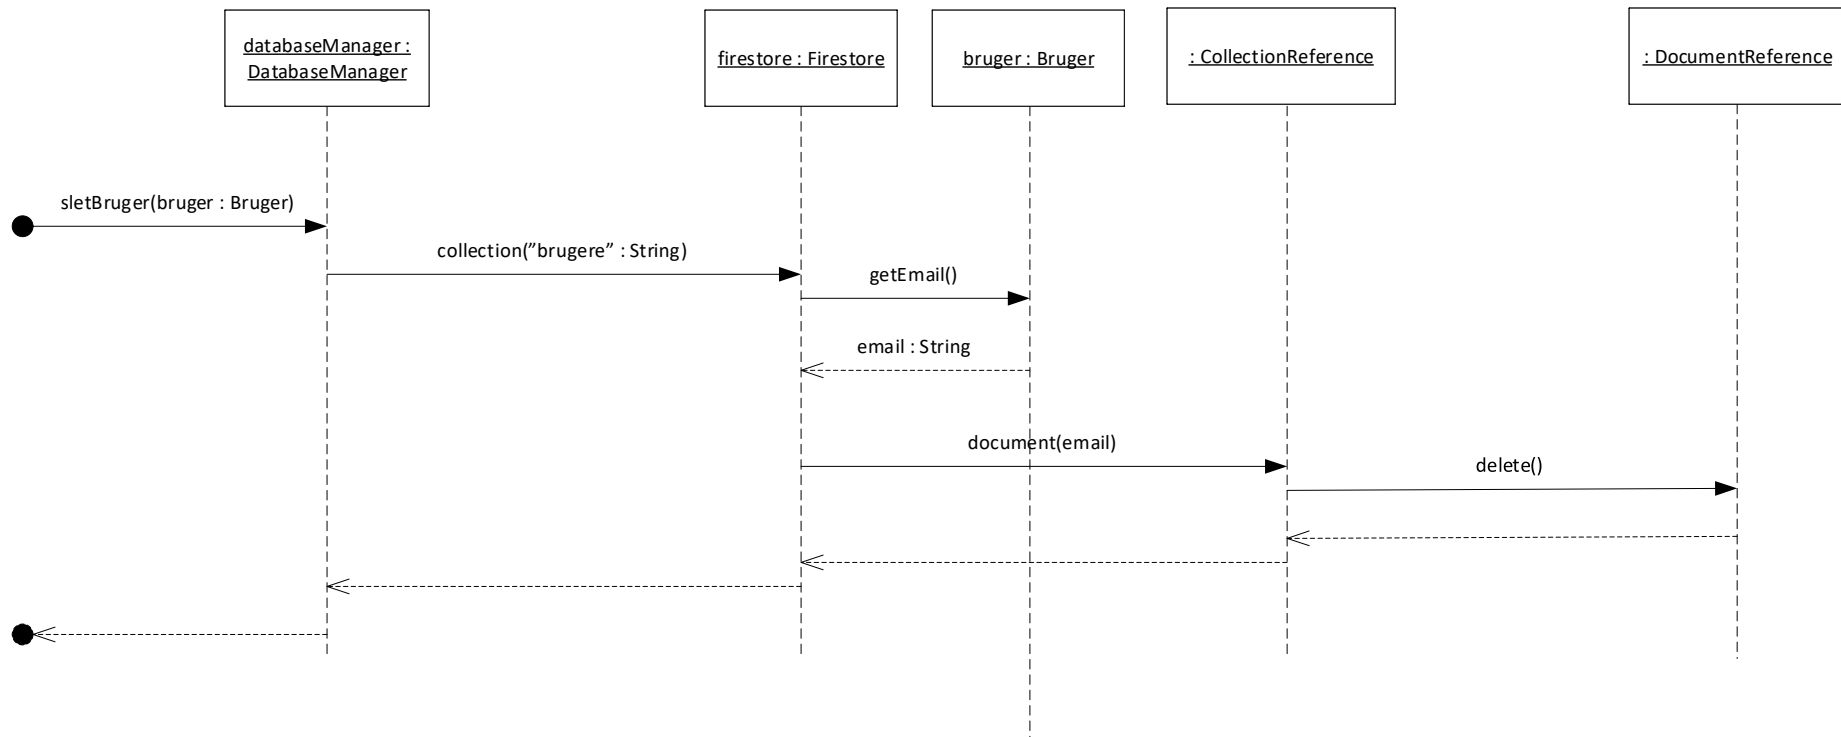 databaseManager :
DatabaseManager
firestore : Firestore
bruger : Bruger
: CollectionReference
: DocumentReference
sletBruger(bruger : Bruger)
collection(”brugere” : String)
getEmail()
email : String
document(email)
delete()